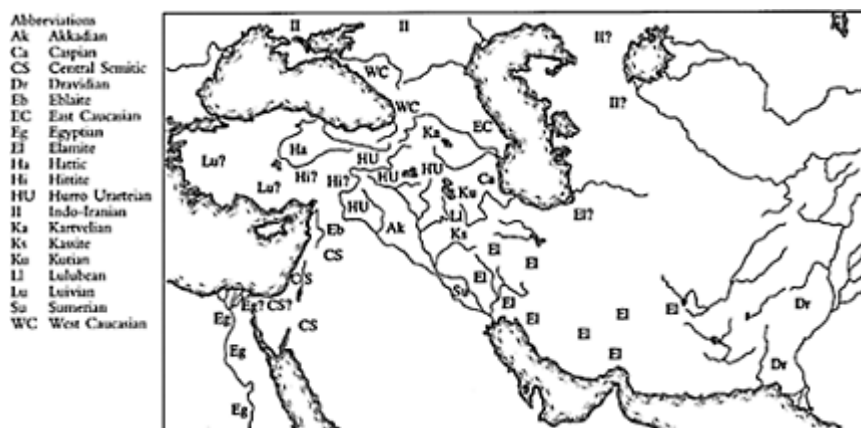 Abbreviations
Ak Akkadian
Ca Caspian
CS Central Semitic
Dr Dravidian
Eb Eblaite
EC East Caucasian
Eg Egyptian
El Elamite
Ha Hattic
Hi Hittite
HU Hurro Urartrian
II Indo-Iranian
Ka Kartvelian
Ks Kassite
Ku Kutian
Ll Lulubean
Lu Luivian
Su Sumerian
WC West Caucasian
II
II
II?
WC
II?
WC
EC
Ka
Ha
Lu?
HU
HU
HU
Ca
Lu?
Hi?
Hi?
Ku
El?
HU
Ll
Eb
Ak
Ks
CS
El
El
CS
El
Su
Eg?
CS?
El
El
Dr
Eg
El
El
CS
El
Eg
El
Dr
Eg